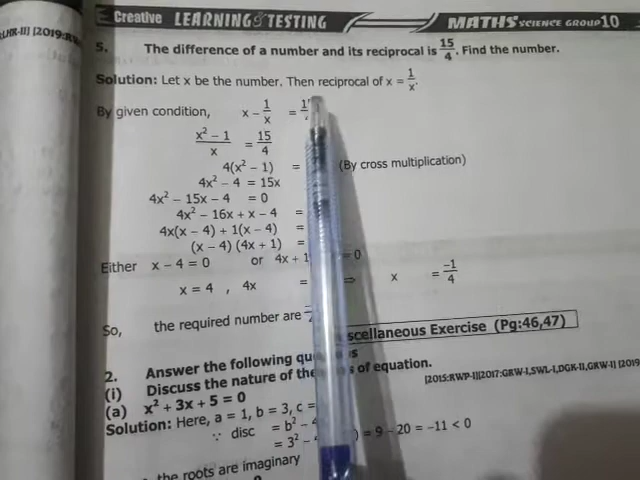 Creative LEARNING & TESTING
MATHS SCIENCE GROUP 10
LHR-II] [2019:RW
5. The difference of a number and its reciprocal is 15/4. Find the number.
Solution: Let x be the number. Then reciprocal of x = 1/x.
By given condition, x – 1/x =
x² – 1/x = 15/4
4(x² – 1) = (By cross multiplication)
4x² – 4 = 15x
4x² – 15x – 4 = 0
4x² – 16x + x – 4 =
4x(x – 4) + 1(x – 4) =
(x – 4) (4x + 1) =
Either x – 4 = 0 or 4x + 1 = 0
x = 4 , 4x = ⇒ x = –1/4
So, the required number are
scellaneous Exercise (Pg:46,47)
2. Answer the following qu s
(i) Discuss the nature of the s of equation.
[2015:RWP-I][2017:GRW-I,SWL-I,DGK-II,GRW-I] [2019
(a) x² + 3x + 5 = 0
Solution: Here, a = 1, b = 3, c =
∵ disc = b² –
= 3² – ) = 9 – 20 = –11 < 0
the roots are imaginary